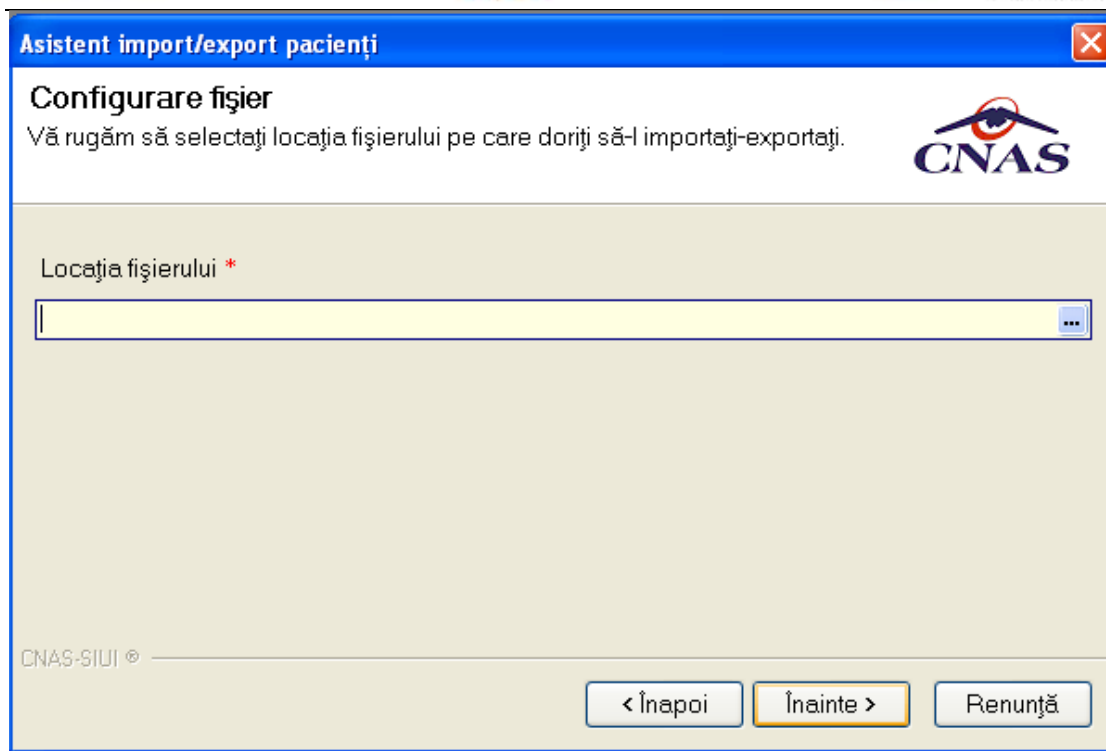 Asistent import/export pacienți
Configurare fişier
Vă rugăm să selectaţi locaţia fişierului pe care doriţi să-l importaţi-exportaţi.
CNAS
Locaţia fişierului *
...
CNAS-SIUI ®
< Înapoi
Înainte >
Renunţă